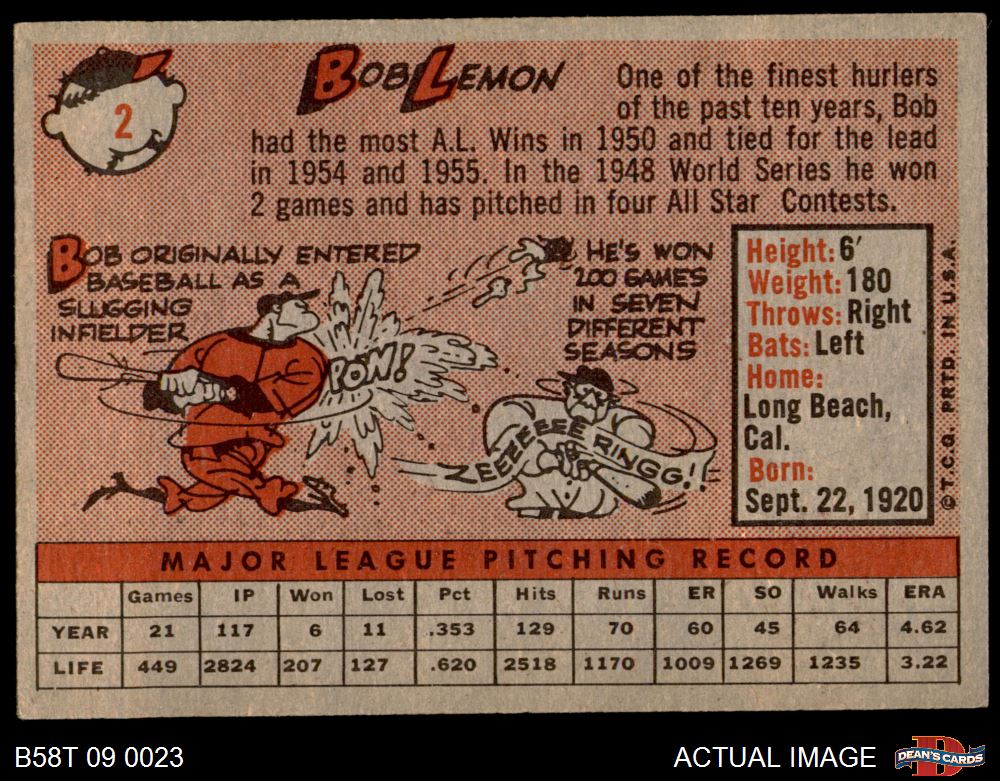 2
BOB LEMON
One of the finest hurlers
of the past ten years, Bob
had the most A.L. Wins in 1950 and tied for the lead
in 1954 and 1955. In the 1948 World Series he won
2 games and has pitched in four All Star Contests.
BOB ORIGINALLY ENTERED
BASEBALL AS A
SLUGGING
INFIELDER
POW!
HE'S WON
200 GAMES
IN SEVEN
DIFFERENT
SEASONS
ZEEEEEEE RINGG!!
Height: 6'
Weight: 180
Throws: Right
Bats: Left
Home:
Long Beach,
Cal.
Born:
Sept. 22, 1920
© T.C.G. PRTD. IN U.S.A.
MAJOR LEAGUE PITCHING RECORD
Games IP Won Lost Pct Hits Runs ER SO Walks ERA
YEAR 21 117 6 11 .353 129 70 60 45 64 4.62
LIFE 449 2824 207 127 .620 2518 1170 1009 1269 1235 3.22
B58T 09 0023
ACTUAL IMAGE
D
DEAN'S CARDS